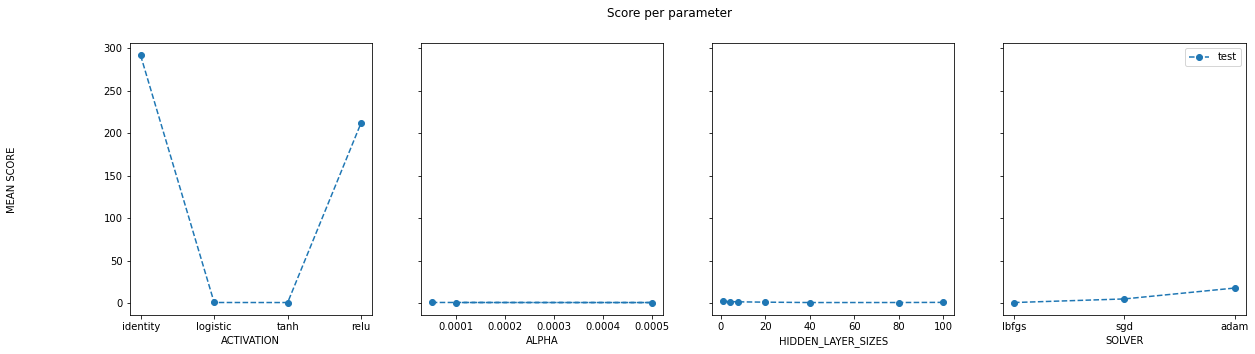 Score per parameter
MEAN SCORE
300
250
200
150
100
50
0
identity logistic tanh relu
ACTIVATION
0.0001 0.0002 0.0003 0.0004 0.0005
ALPHA
0 20 40 60 80 100
HIDDEN_LAYER_SIZES
test
lbfgs sgd adam
SOLVER